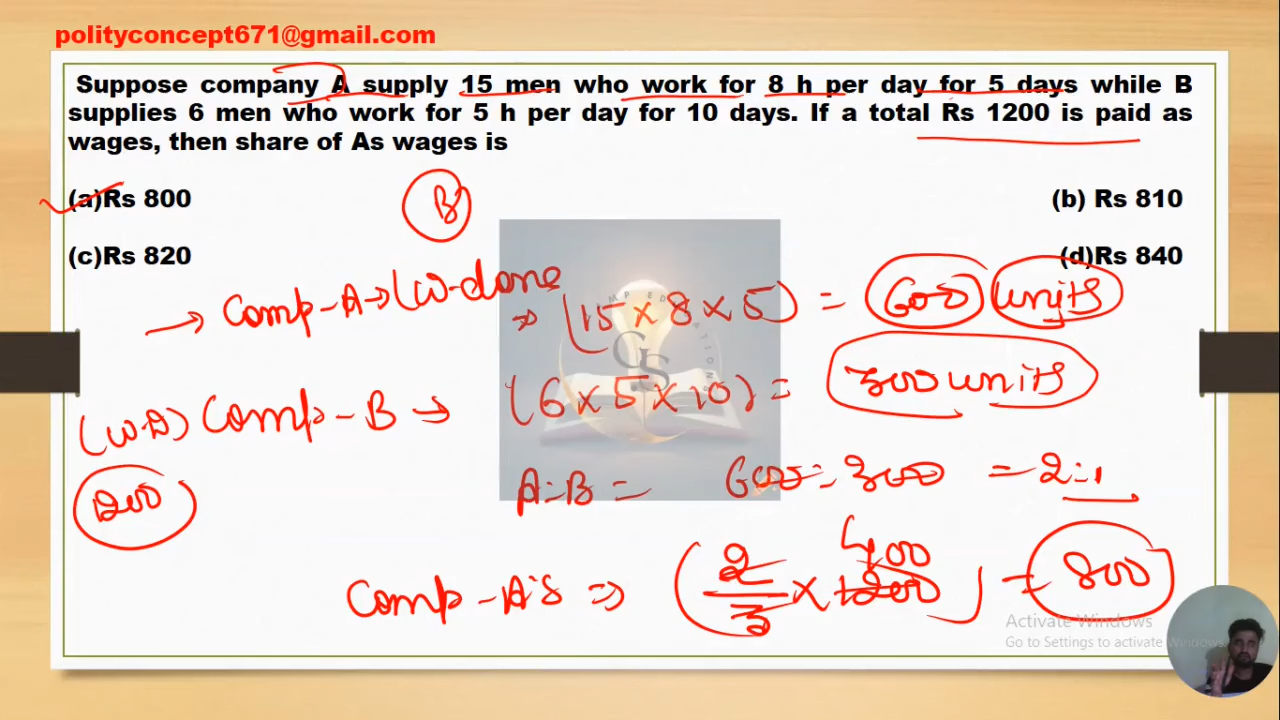 polityconcept671@gmail.com
Suppose company A supply 15 men who work for 8 h per day for 5 days while B
supplies 6 men who work for 5 h per day for 10 days. If a total Rs 1200 is paid as
wages, then share of As wages is
(a)Rs 800
(b) Rs 810
(c)Rs 820
(d)Rs 840
B
→ Comp-A→(W-done
⇒ (15×8×5) = 600 units
(W.D) Comp-B → (6×5×10) = 300 units
A:B = 600:300 = 2:1
1200
400
Comp-A's ⇒ (2/3 × 1200) = 800
GS
Activate Windows
Go to Settings to activate Windows.